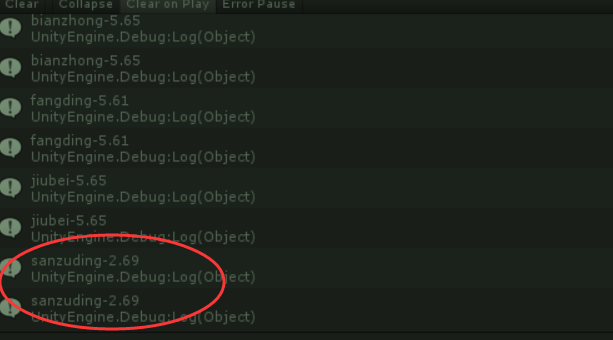 Clear Collapse Clear on Play Error Pause
bianzhong-5.65
UnityEngine.Debug:Log(Object)
bianzhong-5.65
UnityEngine.Debug:Log(Object)
fangding-5.61
UnityEngine.Debug:Log(Object)
fangding-5.61
UnityEngine.Debug:Log(Object)
jiubei-5.65
UnityEngine.Debug:Log(Object)
jiubei-5.65
UnityEngine.Debug:Log(Object)
sanzuding-2.69
UnityEngine.Debug:Log(Object)
sanzuding-2.69
UnityEngine.Debug:Log(Object)